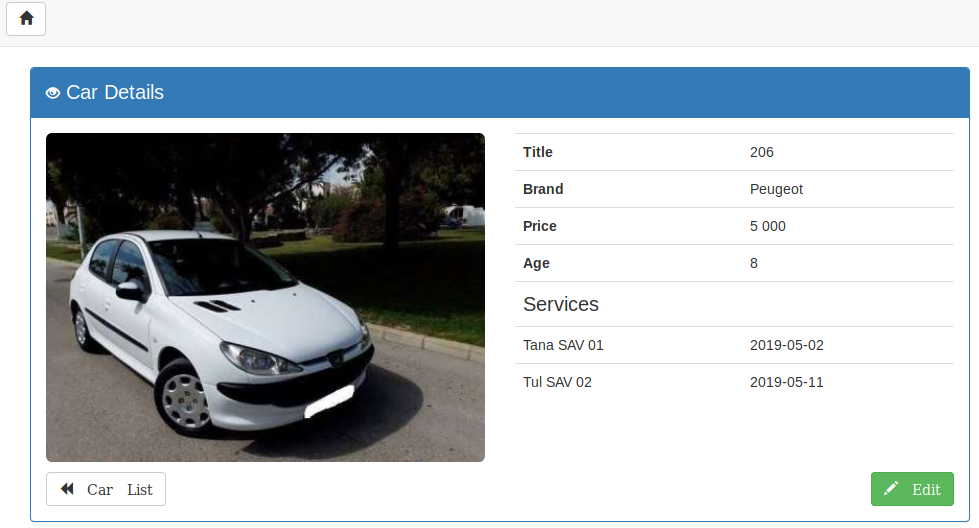 Car Details
Title 206
Brand Peugeot
Price 5 000
Age 8
Services
Tana SAV 01 2019-05-02
Tul SAV 02 2019-05-11
Car List
Edit